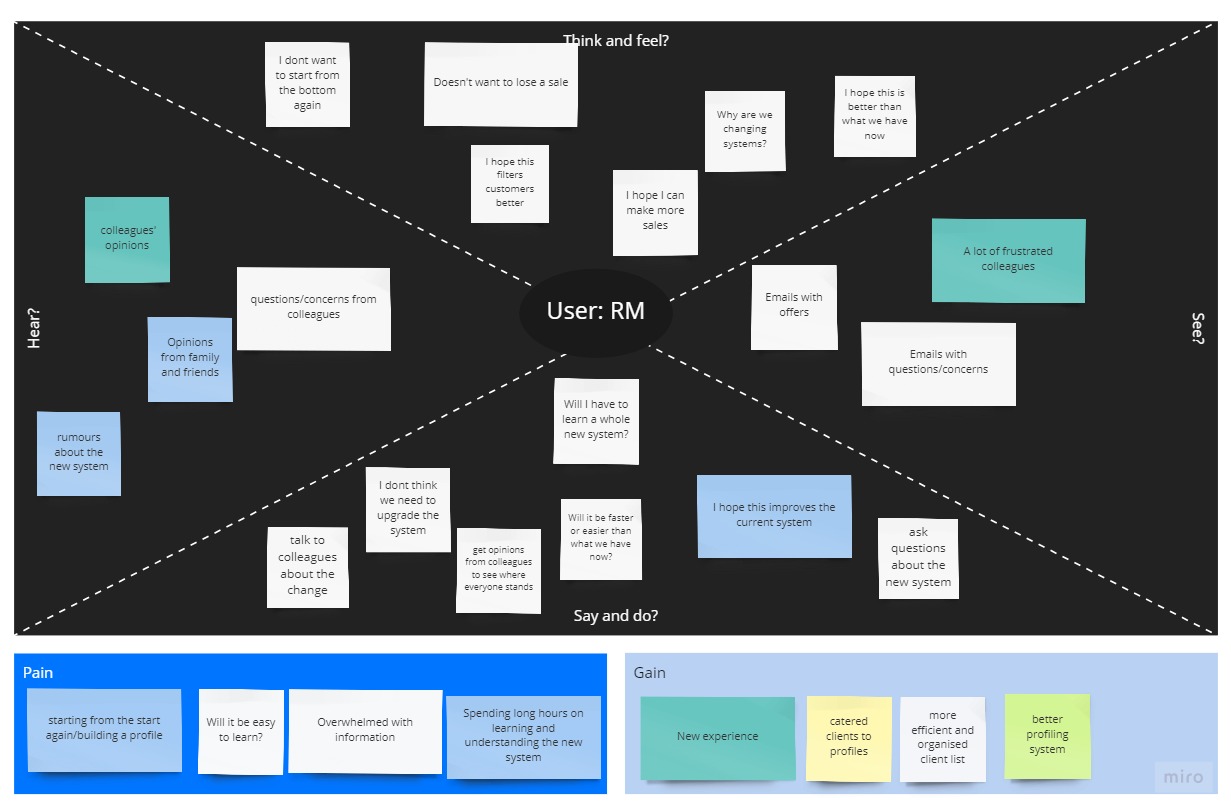 Think and feel?
I dont want
to start from
the bottom
again
Doesn't want to lose a sale
I hope this
filters
customers
better
I hope I can
make more
sales
Why are we
changing
systems?
I hope this is
better than
what we have
now
Hear?
colleagues'
opinions
questions/concerns from
colleagues
Opinions
from family
and friends
rumours
about the
new system
User: RM
See?
A lot of frustrated
colleagues
Emails with
offers
Emails with
questions/concerns
Will I have to
learn a whole
new system?
I dont think
we need to
upgrade the
system
talk to
colleagues
about the
change
get opinions
from colleagues
to see where
everyone stands
Will it be faster
or easier than
what we have
now?
I hope this improves the
current system
ask
questions
about the
new system
Say and do?
Pain
starting from the start
again/building a profile
Will it be easy
to learn?
Overwhelmed with
information
Spending long hours on
learning and
understanding the new
system
Gain
New experience
catered
clients to
profiles
more
efficient and
organised
client list
better
profiling
system
miro